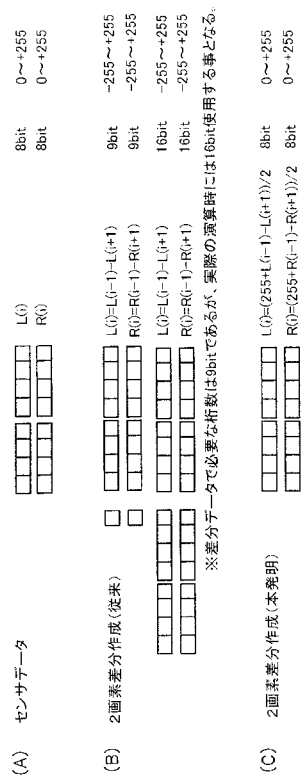 (A) センサデータ L(i) 8bit 0～+255
R(i) 8bit 0～+255
(B) 2画素差分作成(従来) L(i)=L(i-1)-L(i+1) 9bit -255～+255
R(i)=R(i-1)-R(i+1) 9bit -255～+255
L(i)=L(i-1)-L(i+1) 16bit -255～+255
R(i)=R(i-1)-R(i+1) 16bit -255～+255
※差分データで必要な桁数は9bitであるが、実際の演算時には16bit使用する事となる。
(C) 2画素差分作成(本発明) L(i)=(255+L(i-1)-L(i+1))/2 8bit 0～+255
R(i)=(255+R(i-1)-R(i+1))/2 8bit 0～+255